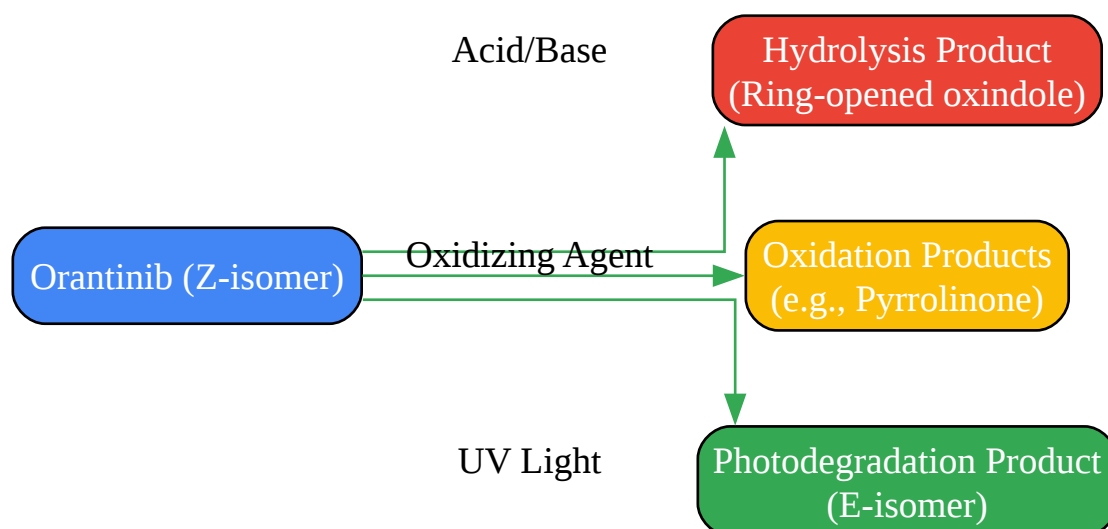 Acid/Base
Hydrolysis Product
(Ring-opened oxindole)
Orantinib (Z-isomer)
Oxidizing Agent
Oxidation Products
(e.g., Pyrrolinone)
UV Light
Photodegradation Product
(E-isomer)